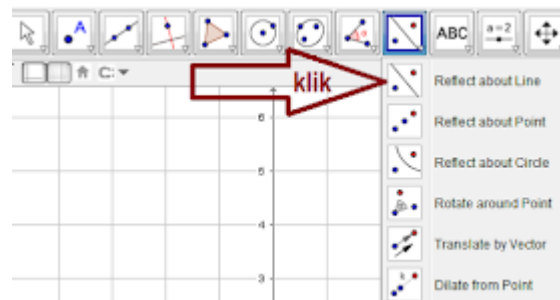 ABC
a=2
C:
klik
Reflect about Line
6
Reflect about Point
5
Reflect about Circle
Rotate around Point
4
Translate by Vector
3
Dilate from Point